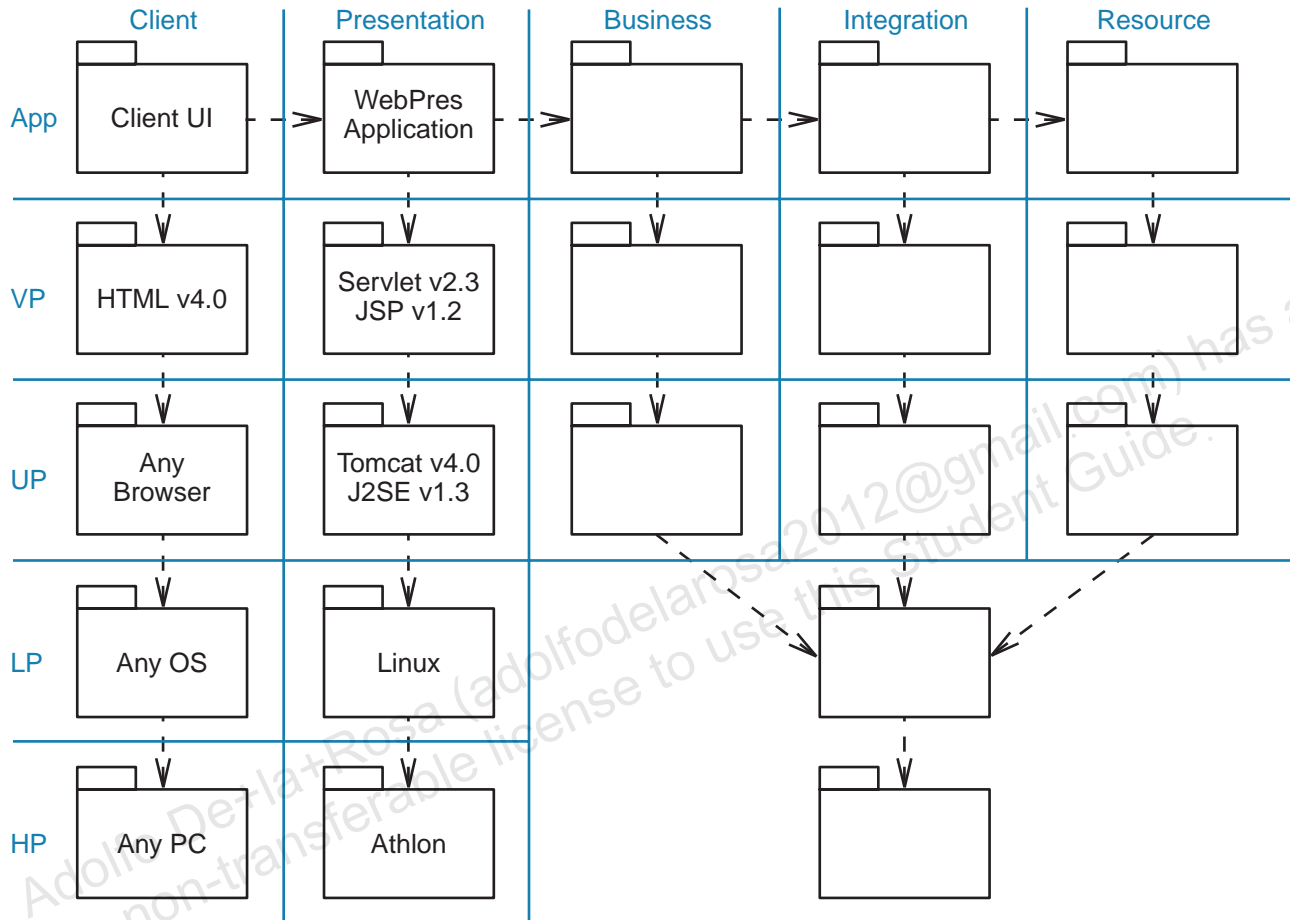 Client Presentation Business Integration Resource
App
Client UI
WebPres
Application
VP
HTML v4.0
Servlet v2.3
JSP v1.2
UP
Any
Browser
Tomcat v4.0
J2SE v1.3
LP
Any OS
Linux
HP
Any PC
Athlon
Adolfo De+la+Rosa (adolfodelarosa2012@gmail.com) has a
non-transferable license to use this Student Guide.